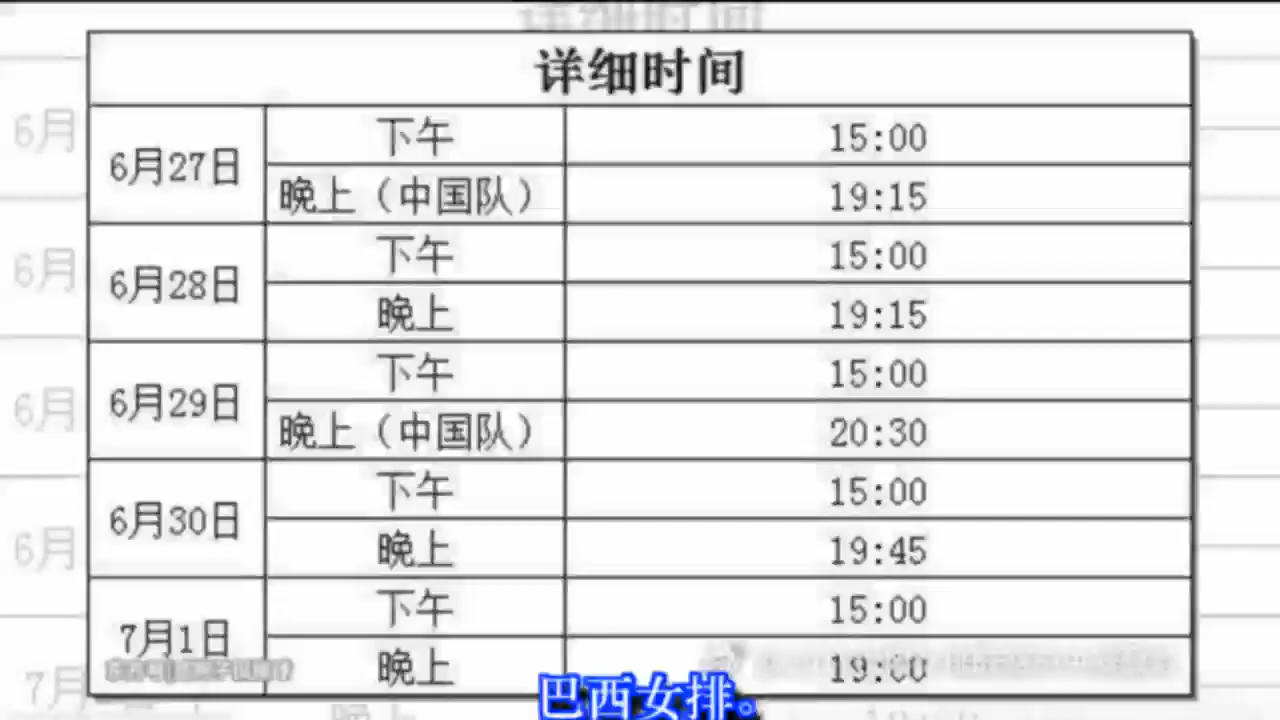 详细时间
6月27日
下午 15:00
晚上（中国队） 19:15
6月28日
下午 15:00
晚上 19:15
6月29日
下午 15:00
晚上（中国队） 20:30
6月30日
下午 15:00
晚上 19:45
7月1日
下午 15:00
晚上 19:00
巴西女排。